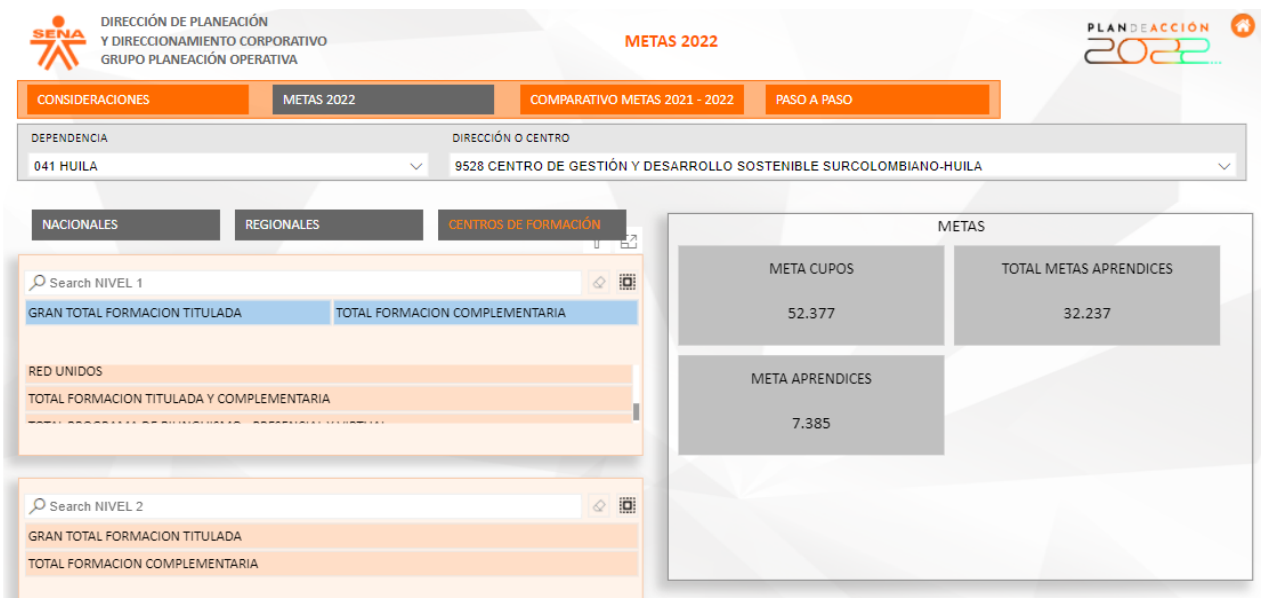 SENA
DIRECCIÓN DE PLANEACIÓN
Y DIRECCIONAMIENTO CORPORATIVO
GRUPO PLANEACIÓN OPERATIVA
METAS 2022
PLANDEACCIÓN
2022...
CONSIDERACIONES
METAS 2022
COMPARATIVO METAS 2021 - 2022
PASO A PASO
DEPENDENCIA
041 HUILA
DIRECCIÓN O CENTRO
9528 CENTRO DE GESTIÓN Y DESARROLLO SOSTENIBLE SURCOLOMBIANO-HUILA
NACIONALES
REGIONALES
CENTROS DE FORMACIÓN
Search NIVEL 1
GRAN TOTAL FORMACION TITULADA
TOTAL FORMACION COMPLEMENTARIA
RED UNIDOS
TOTAL FORMACION TITULADA Y COMPLEMENTARIA
Search NIVEL 2
GRAN TOTAL FORMACION TITULADA
TOTAL FORMACION COMPLEMENTARIA
METAS
META CUPOS
52.377
TOTAL METAS APRENDICES
32.237
META APRENDICES
7.385